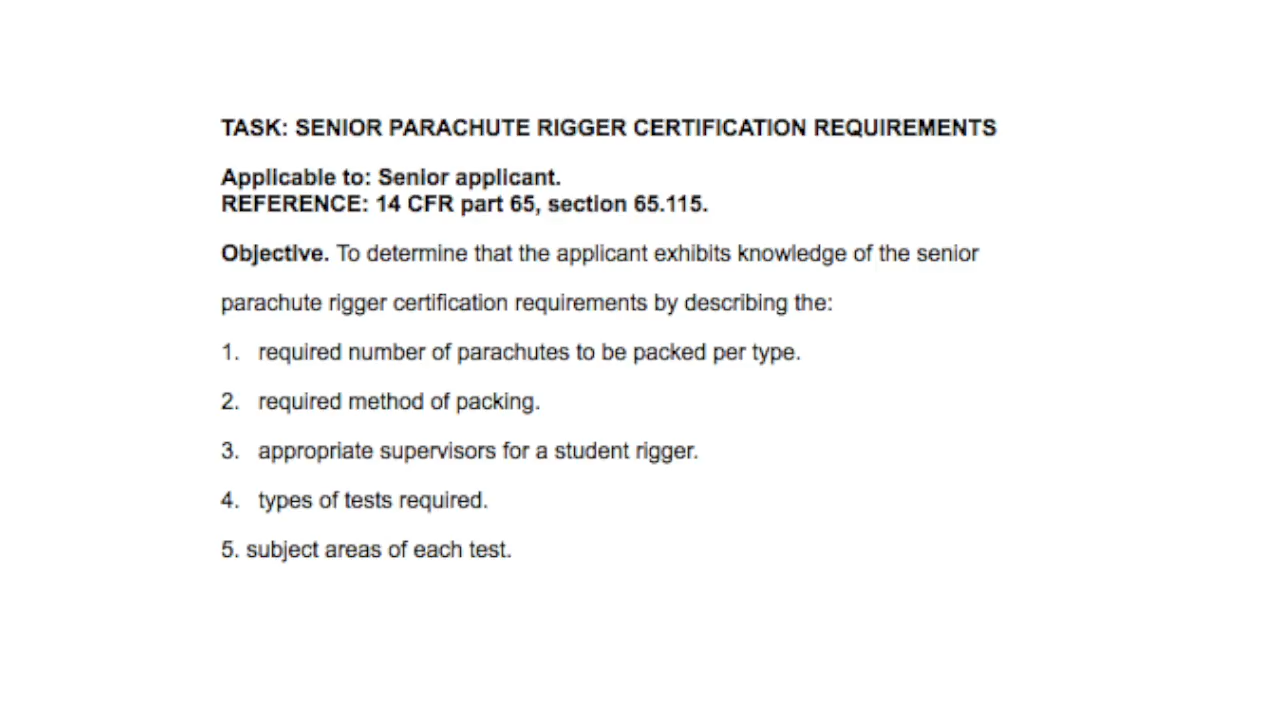 TASK: SENIOR PARACHUTE RIGGER CERTIFICATION REQUIREMENTS
Applicable to: Senior applicant.
REFERENCE: 14 CFR part 65, section 65.115.
Objective. To determine that the applicant exhibits knowledge of the senior
parachute rigger certification requirements by describing the:
1. required number of parachutes to be packed per type.
2. required method of packing.
3. appropriate supervisors for a student rigger.
4. types of tests required.
5. subject areas of each test.